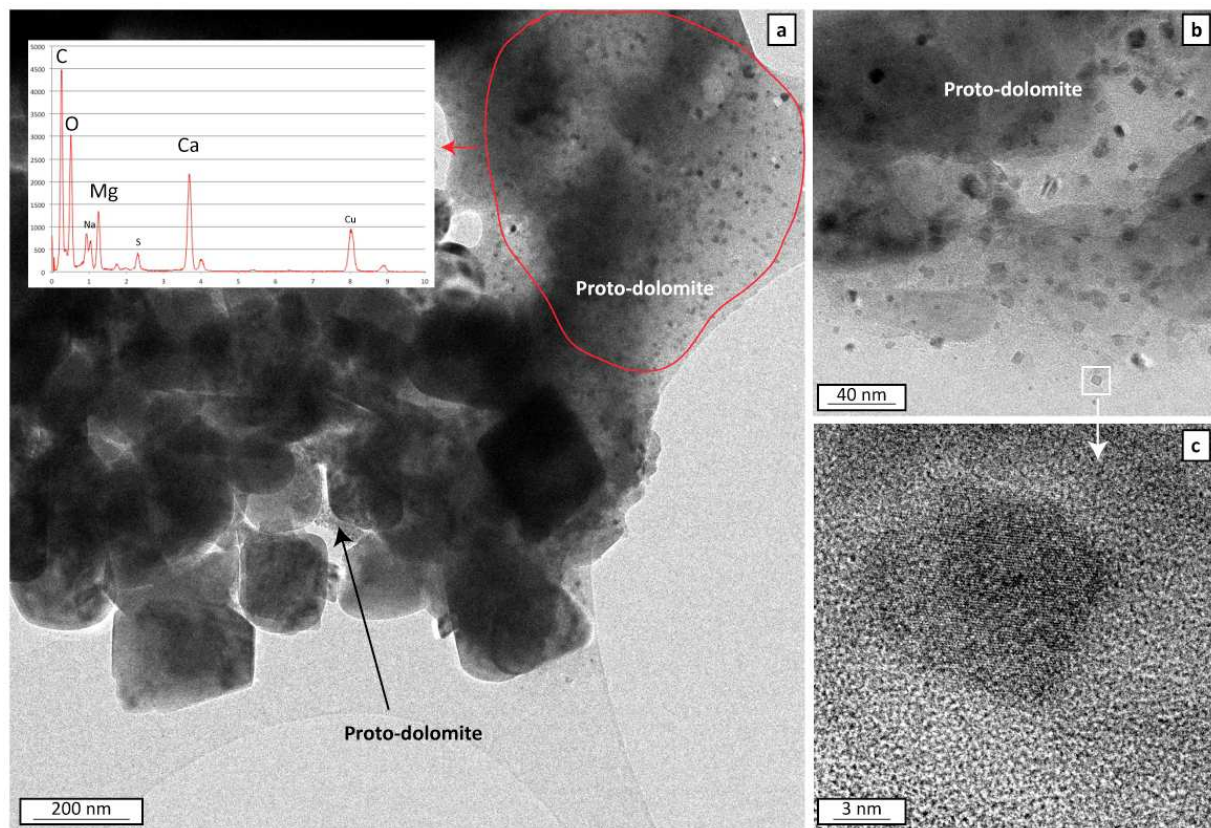 a
5000
4500
4000
3500
3000
2500
2000
1500
1000
500
0
C
O
Mg
Na
S
Ca
Cu
0 1 2 3 4 5 6 7 8 9 10
Proto-dolomite
Proto-dolomite
200 nm
b
Proto-dolomite
40 nm
c
3 nm